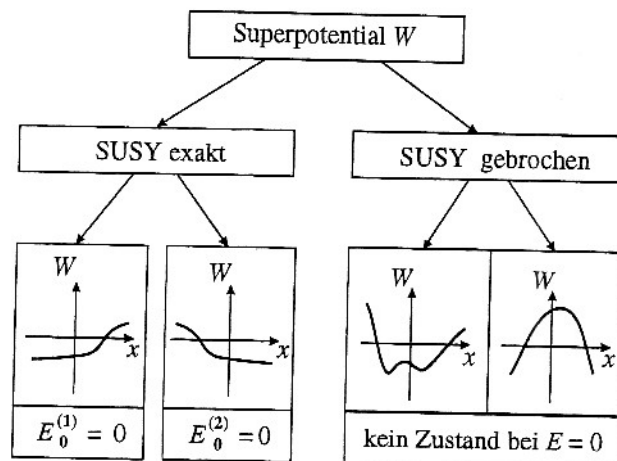 Superpotential W
SUSY exakt
SUSY gebrochen
W
x
W
x
W
x
W
x
E₀⁽¹⁾ = 0
E₀⁽²⁾ = 0
kein Zustand bei E = 0